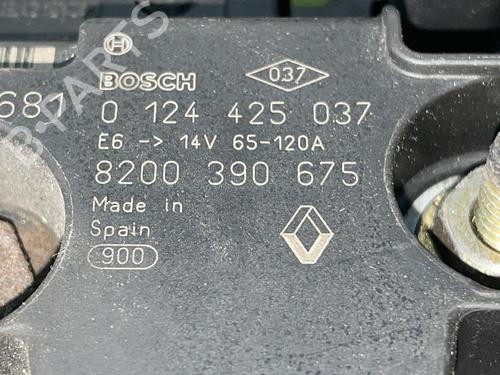 BOSCH
037
681 0 124 425 037
E6 -> 14V 65-120A
8200 390 675
Made in
Spain
900